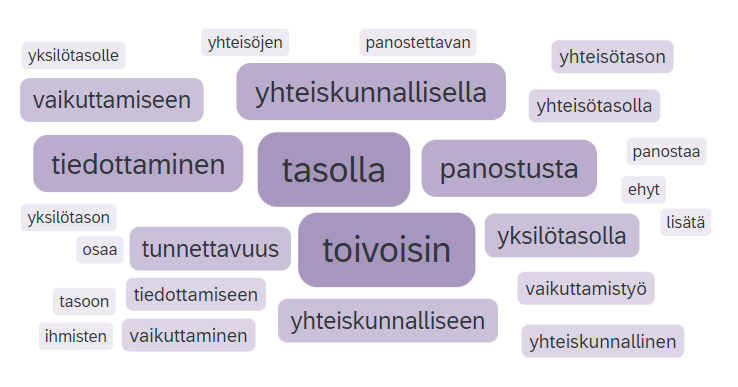 yhteisöjen
panostettavan
yksilötasolle
yhteisötason
vaikuttamiseen
yhteiskunnallisella
yhteisötasolla
tiedottaminen
tasolla
panostusta
panostaa
ehyt
yksilötason
lisätä
osaa
tunnettavuus
toivoisin
yksilötasolla
tiedottamiseen
vaikuttamistyö
tasoon
yhteiskunnalliseen
ihmisten
vaikuttaminen
yhteiskunnallinen